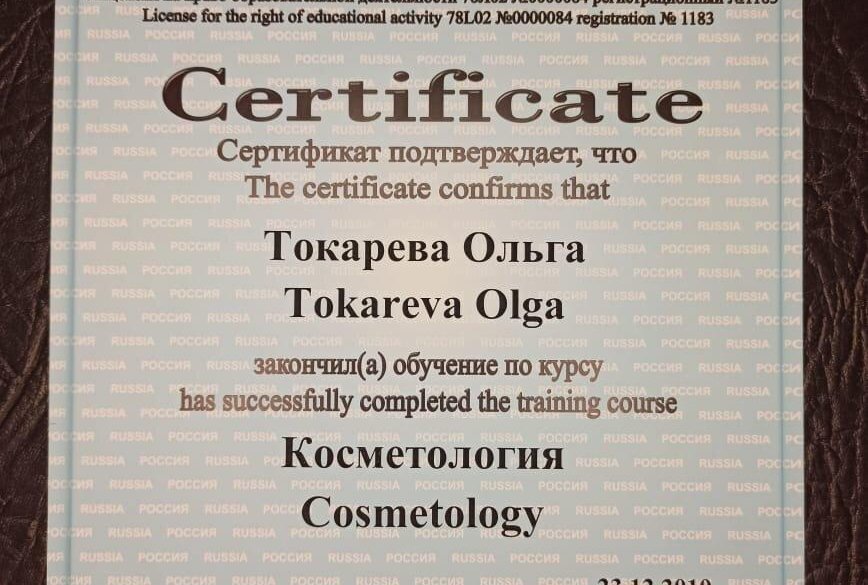 License for the right of educational activity 78L02 №0000084 registration № 1183
Certificate
Сертификат подтверждает, что
The certificate confirms that
Токарева Ольга
Tokareva Olga
закончил(а) обучение по курсу
has successfully completed the training course
Косметология
Cosmetology